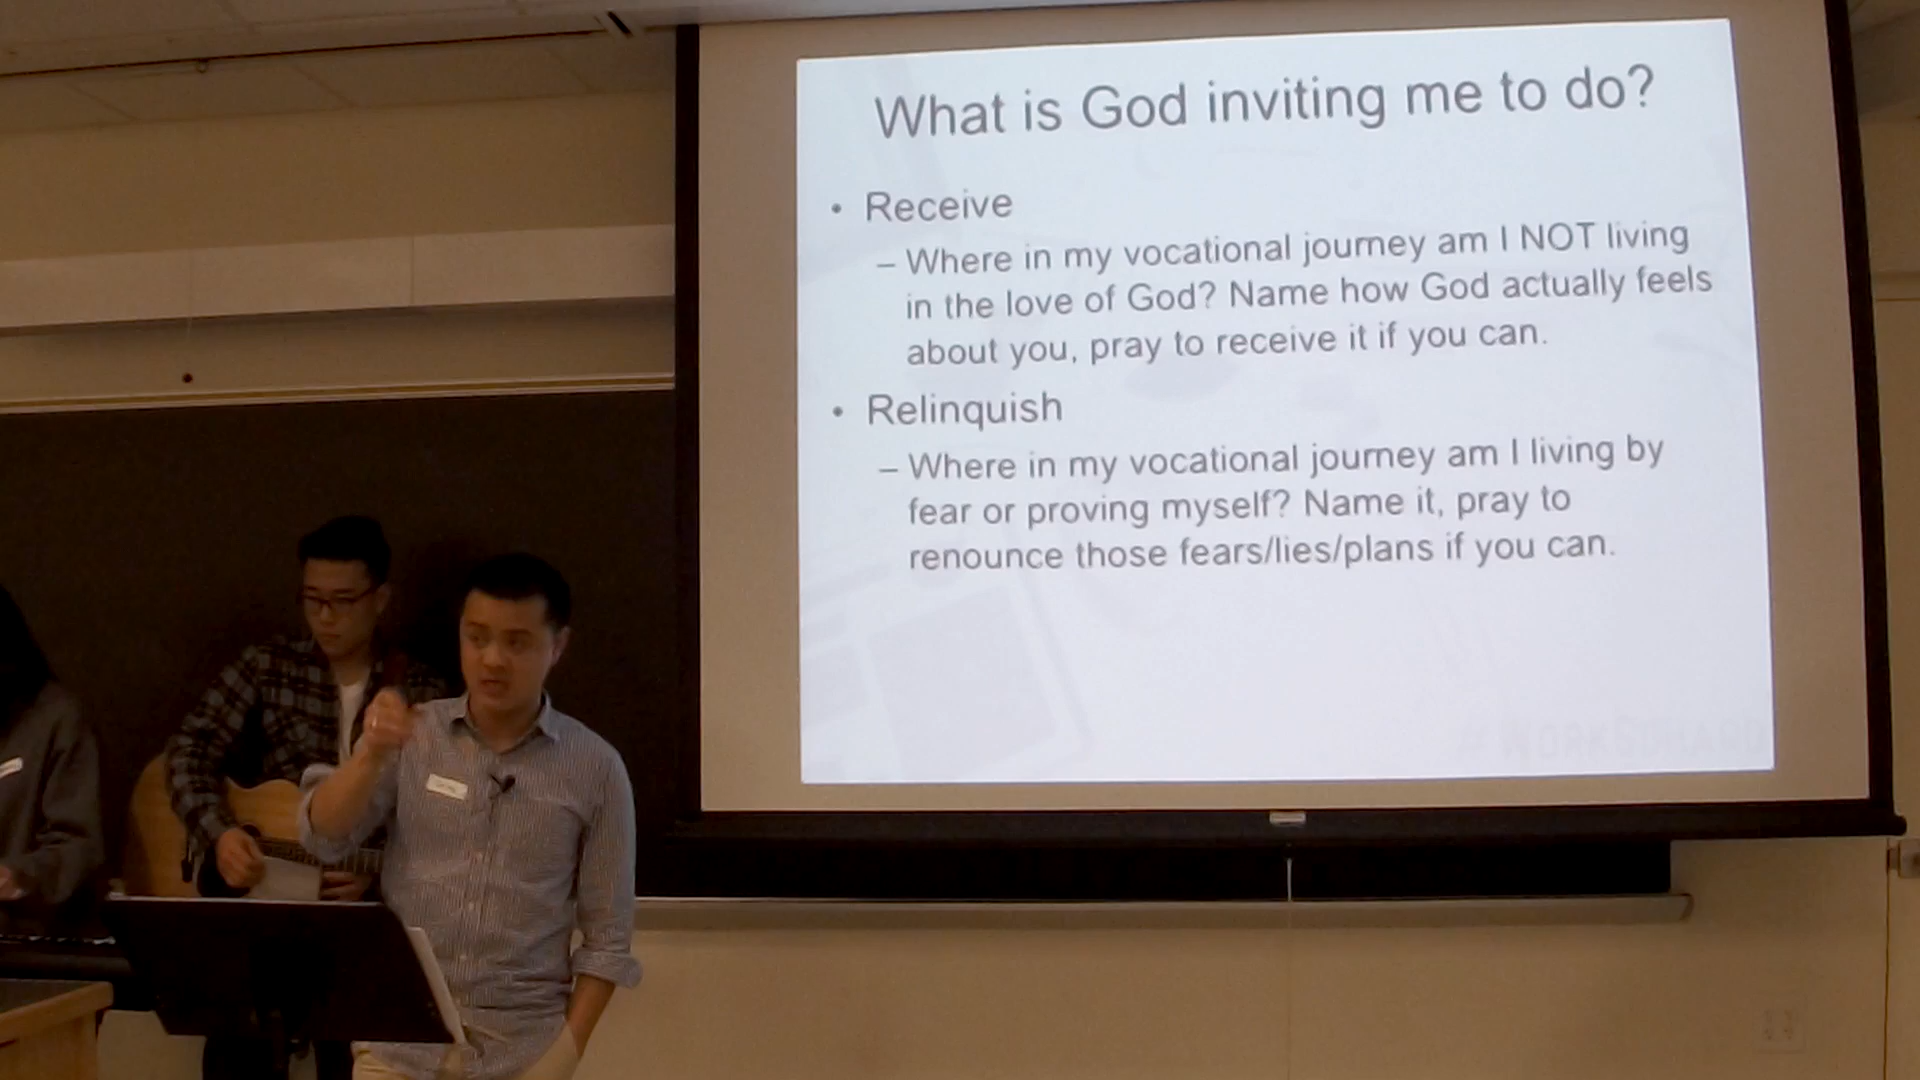 What is God inviting me to do?
• Receive
– Where in my vocational journey am I NOT living
in the love of God? Name how God actually feels
about you, pray to receive it if you can.
• Relinquish
– Where in my vocational journey am I living by
fear or proving myself? Name it, pray to
renounce those fears/lies/plans if you can.